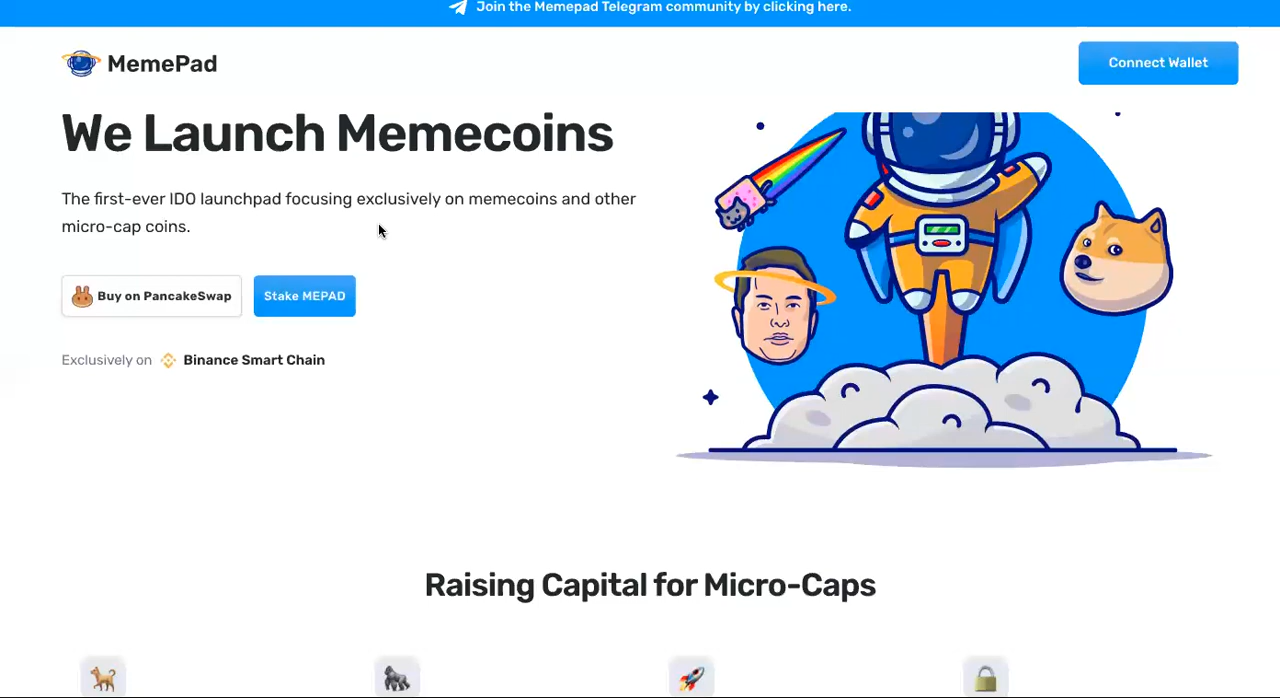 Join the Memepad Telegram community by clicking here.
MemePad
Connect Wallet
We Launch Memecoins
The first-ever IDO launchpad focusing exclusively on memecoins and other
micro-cap coins.
Buy on PancakeSwap
Stake MEPAD
Exclusively on Binance Smart Chain
Raising Capital for Micro-Caps